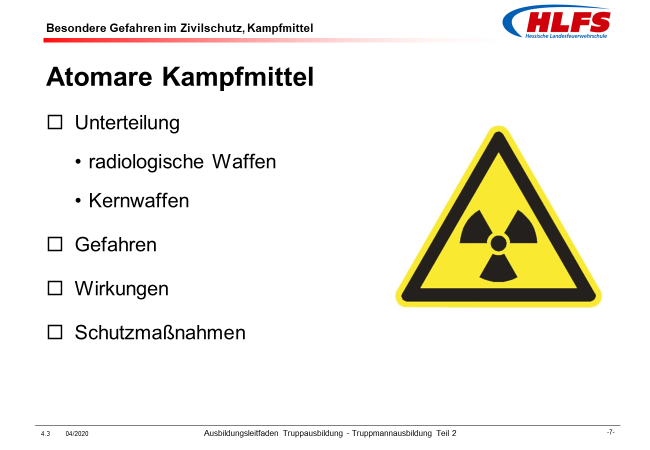 Besondere Gefahren im Zivilschutz, Kampfmittel
HLFS
Hessische Landesfeuerwehrschule
Atomare Kampfmittel
Unterteilung
• radiologische Waffen
• Kernwaffen
Gefahren
Wirkungen
Schutzmaßnahmen
4.3 04/2020 Ausbildungsleitfaden Truppausbildung - Truppmannausbildung Teil 2 -7-